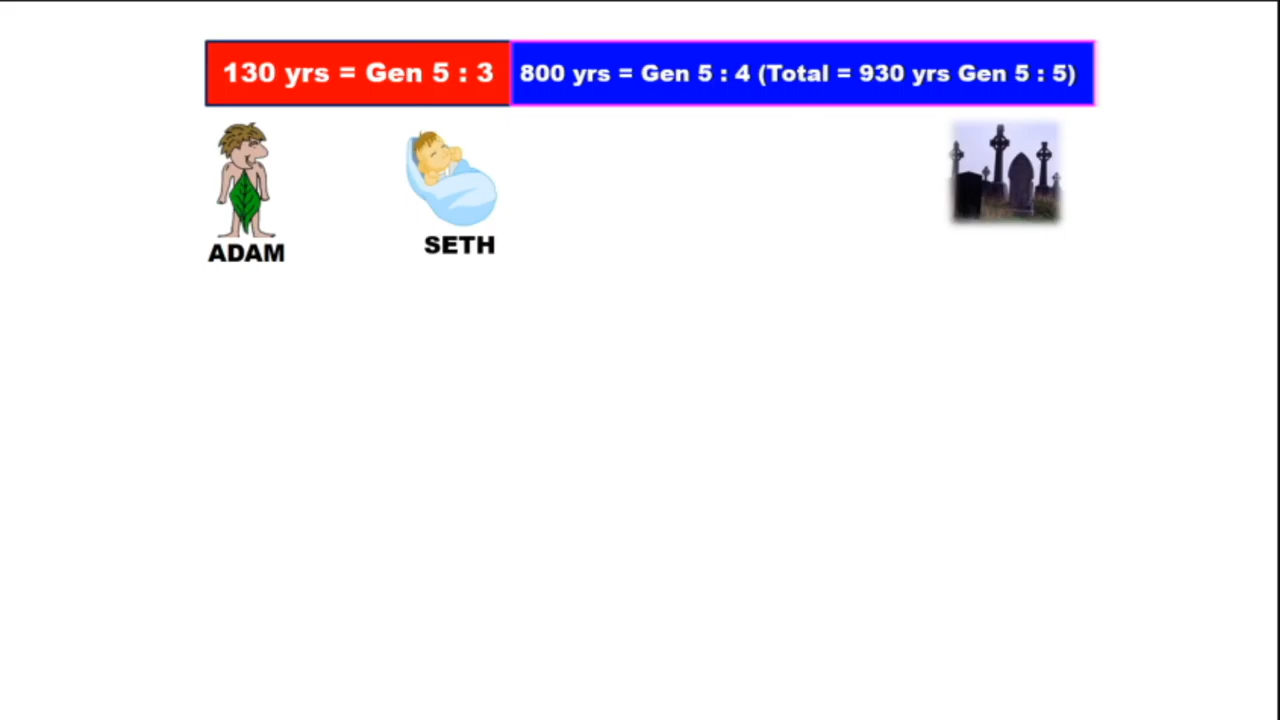 130 yrs = Gen 5 : 3
800 yrs = Gen 5 : 4 (Total = 930 yrs Gen 5 : 5)
ADAM
SETH